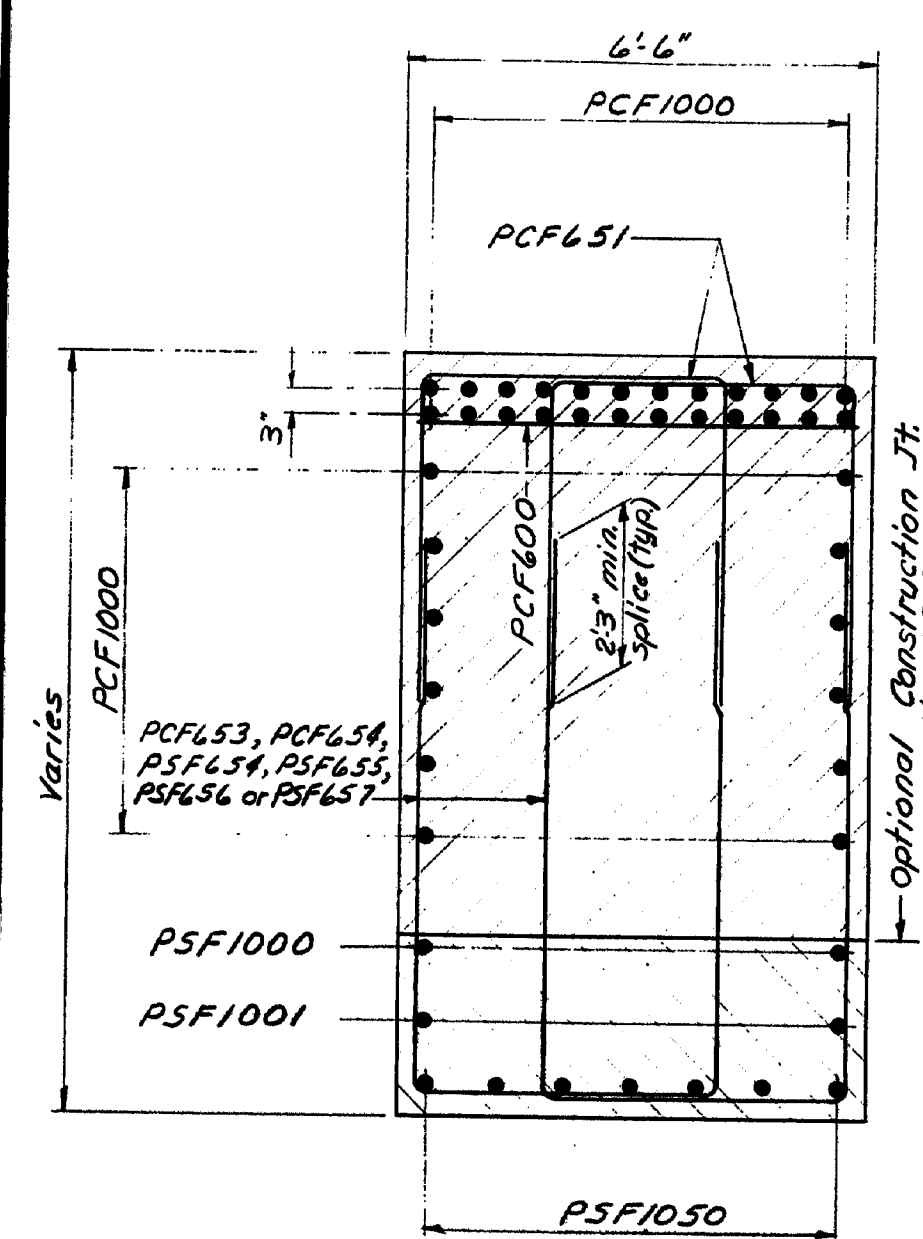 6'-6"
PCF1000
PCF651
3"
PCF600
2'-3" min.
splice (typ.)
PCF1000
Varies
PCF653, PCF654,
PSF654, PSF655,
PSF656 or PSF657
Optional Construction Jt.
PSF1000
PSF1001
PSF1050